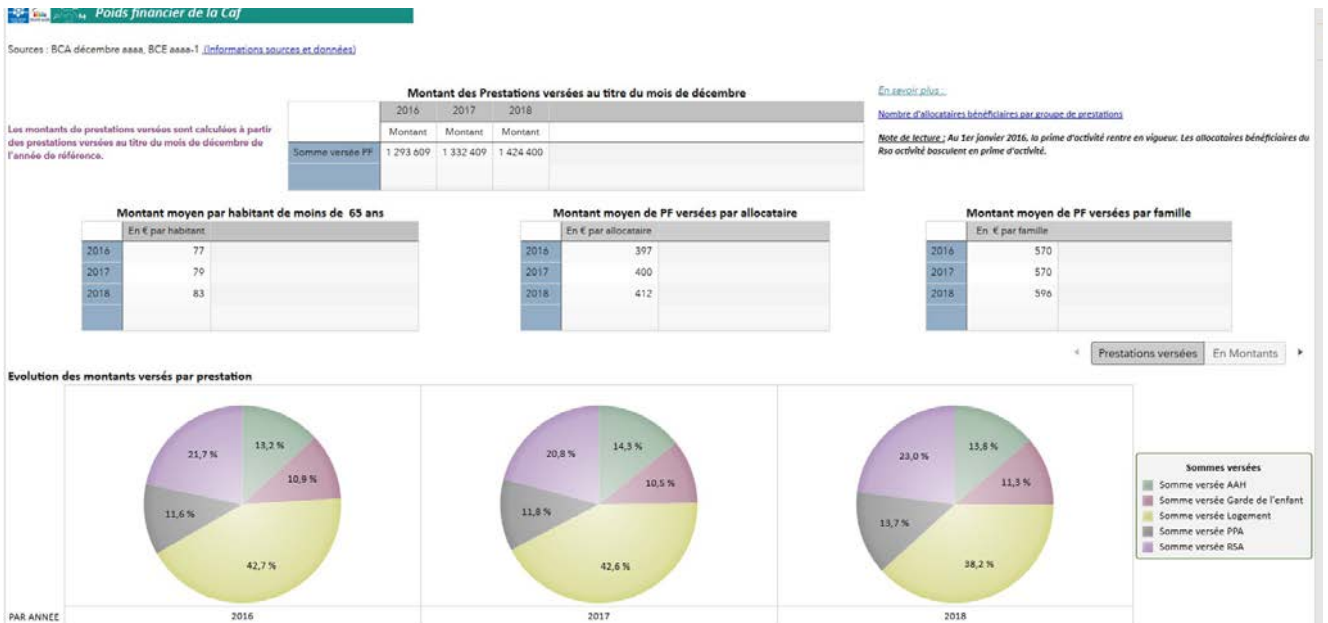 Poids financier de la Caf
Sources : BCA décembre aaaa, BCE aaaa-1 (Informations sources et données)
Montant des Prestations versées au titre du mois de décembre
2016 2017 2018
Montant Montant Montant
Somme versée PF 1 293 609 1 332 409 1 424 400
Les montants de prestations versées sont calculées à partir
des prestations versées au titre du mois de décembre de
l'année de référence.
En savoir plus :
Nombre d'allocataires bénéficiaires par groupe de prestations
Note de lecture : Au 1er janvier 2016, la prime d'activité rentre en vigueur. Les allocataires bénéficiaires du
Rsa activité basculent en prime d'activité.
Montant moyen par habitant de moins de 65 ans
En € par habitant
2016 77
2017 79
2018 83
Montant moyen de PF versées par allocataire
En € par allocataire
2016 397
2017 400
2018 412
Montant moyen de PF versées par famille
En € par famille
2016 570
2017 570
2018 596
Prestations versées En Montants
Evolution des montants versés par prestation
21,7 % 13,2 %
10,9 %
11,6 %
42,7 %
20,8 % 14,3 %
10,5 %
11,8 %
42,6 %
23,0 % 13,8 %
11,3 %
13,7 %
38,2 %
Sommes versées
Somme versée AAH
Somme versée Garde de l'enfant
Somme versée Logement
Somme versée PPA
Somme versée RSA
PAR ANNEE 2016 2017 2018